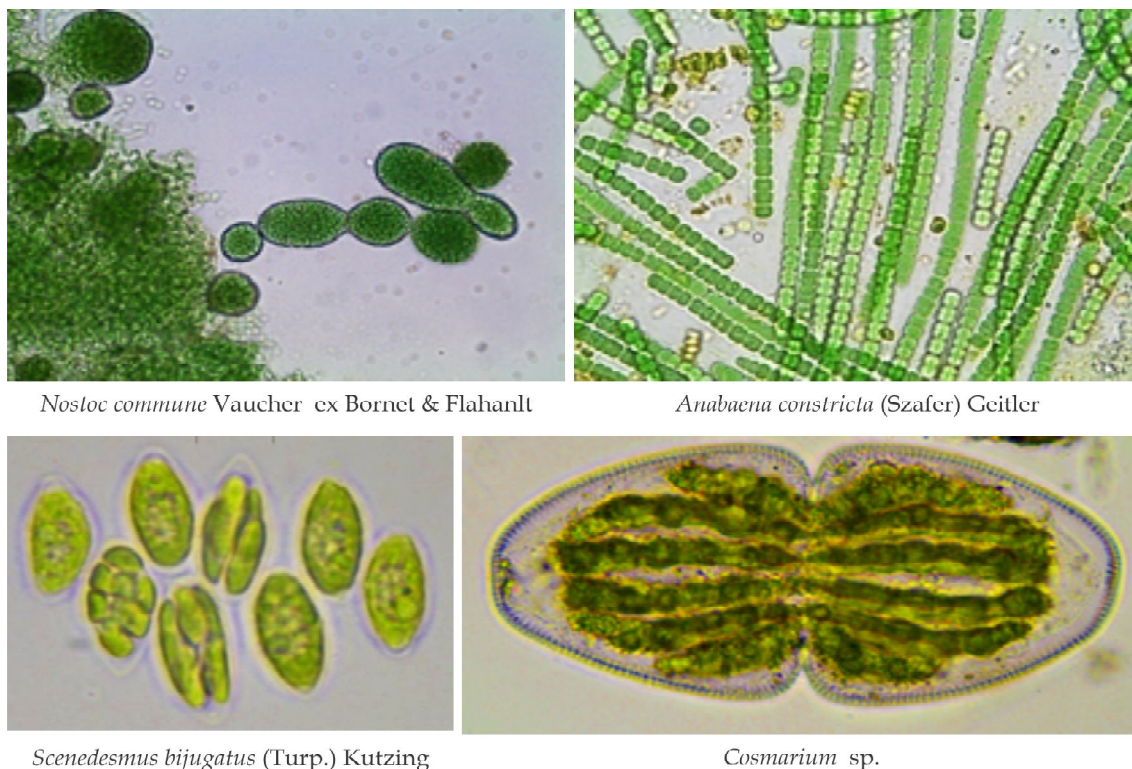 Nostoc commune Vaucher ex Bornet & Flahanlt
Anabaena constricta (Szafer) Geitler
Scenedesmus bijugatus (Turp.) Kutzing
Cosmarium sp.